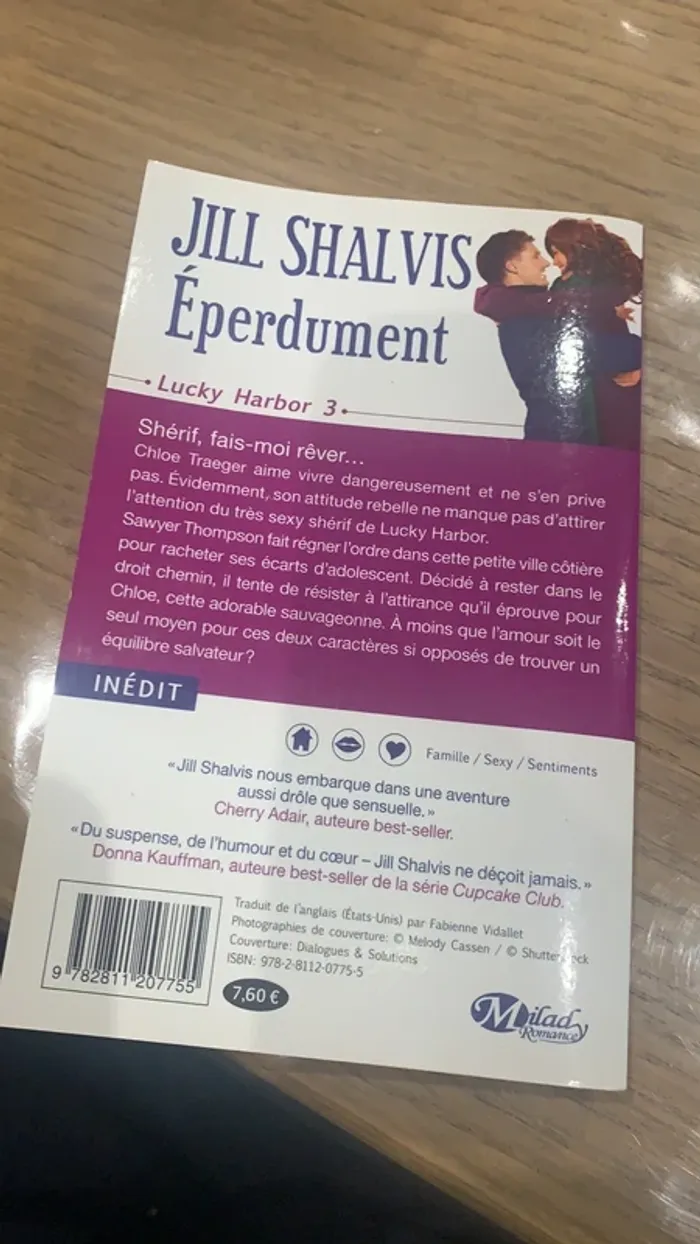 JILL SHALVIS
Éperdument
Lucky Harbor 3
Shérif, fais-moi rêver...
Chloe Traeger aime vivre dangereusement et ne s'en prive
pas. Évidemment, son attitude rebelle ne manque pas d'attirer
l'attention du très sexy shérif de Lucky Harbor.
Sawyer Thompson fait régner l'ordre dans cette petite ville côtière
pour racheter ses écarts d'adolescent. Décidé à rester dans le
droit chemin, il tente de résister à l'attirance qu'il éprouve pour
Chloe, cette adorable sauvageonne. À moins que l'amour soit le
seul moyen pour ces deux caractères si opposés de trouver un
équilibre salvateur ?
INÉDIT
Famille / Sexy / Sentiments
« Jill Shalvis nous embarque dans une aventure
aussi drôle que sensuelle. »
Cherry Adair, auteure best-seller.
« Du suspense, de l'humour et du cœur – Jill Shalvis ne déçoit jamais. »
Donna Kauffman, auteure best-seller de la série Cupcake Club.
Traduit de l'anglais (États-Unis) par Fabienne Vidallet
Photographies de couverture: © Melody Cassen / ©
Couverture: Dialogues & Solutions
ISBN: 978-2-8112-0775-5
9 782811 207755
7,60 €
Milady
Romance